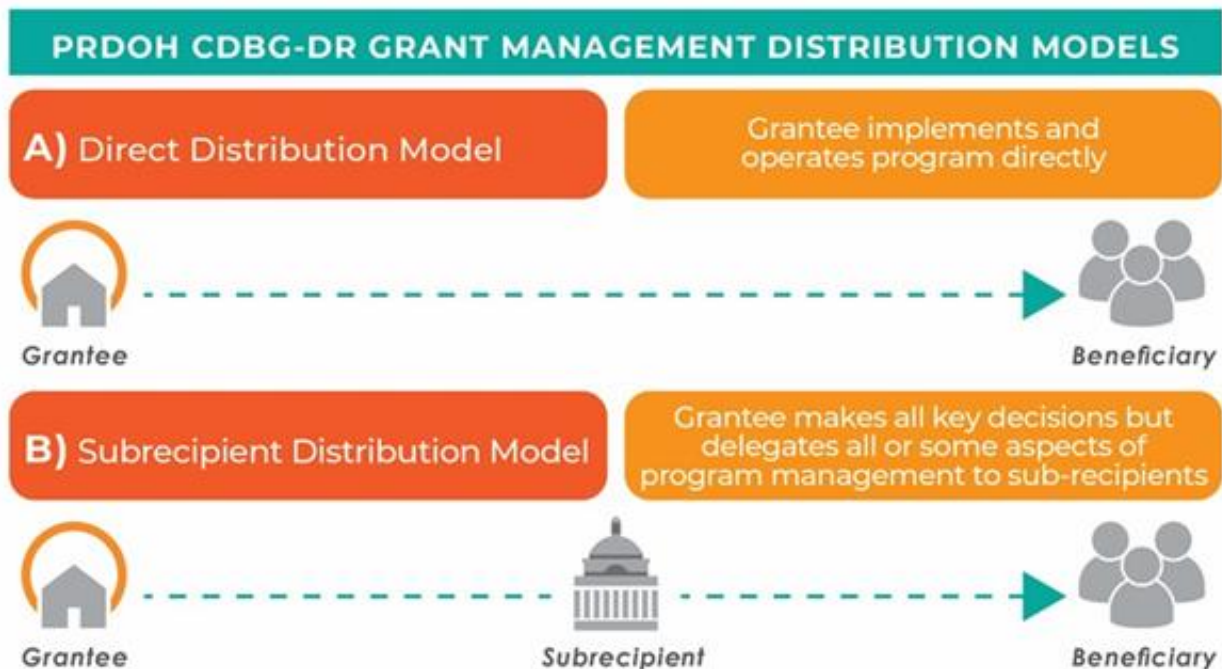 PRDOH CDBG-DR GRANT MANAGEMENT DISTRIBUTION MODELS
A) Direct Distribution Model
Grantee implements and
operates program directly
Grantee
Beneficiary
B) Subrecipient Distribution Model
Grantee makes all key decisions but
delegates all or some aspects of
program management to sub-recipients
Grantee
Subrecipient
Beneficiary